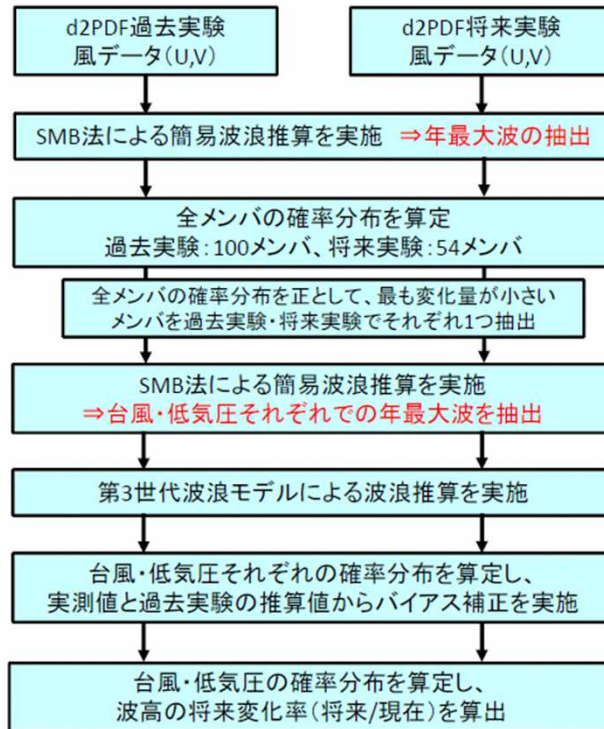 d2PDF過去実験
風データ(U,V)
d2PDF将来実験
風データ(U,V)
SMB法による簡易波浪推算を実施 ⇒年最大波の抽出
全メンバの確率分布を算定
過去実験:100メンバ、将来実験:54メンバ
全メンバの確率分布を正として、最も変化量が小さい
メンバを過去実験・将来実験でそれぞれ1つ抽出
SMB法による簡易波浪推算を実施
⇒台風・低気圧それぞれでの年最大波を抽出
第3世代波浪モデルによる波浪推算を実施
台風・低気圧それぞれの確率分布を算定し、
実測値と過去実験の推算値からバイアス補正を実施
台風・低気圧の確率分布を算定し、
波高の将来変化率(将来/現在)を算出